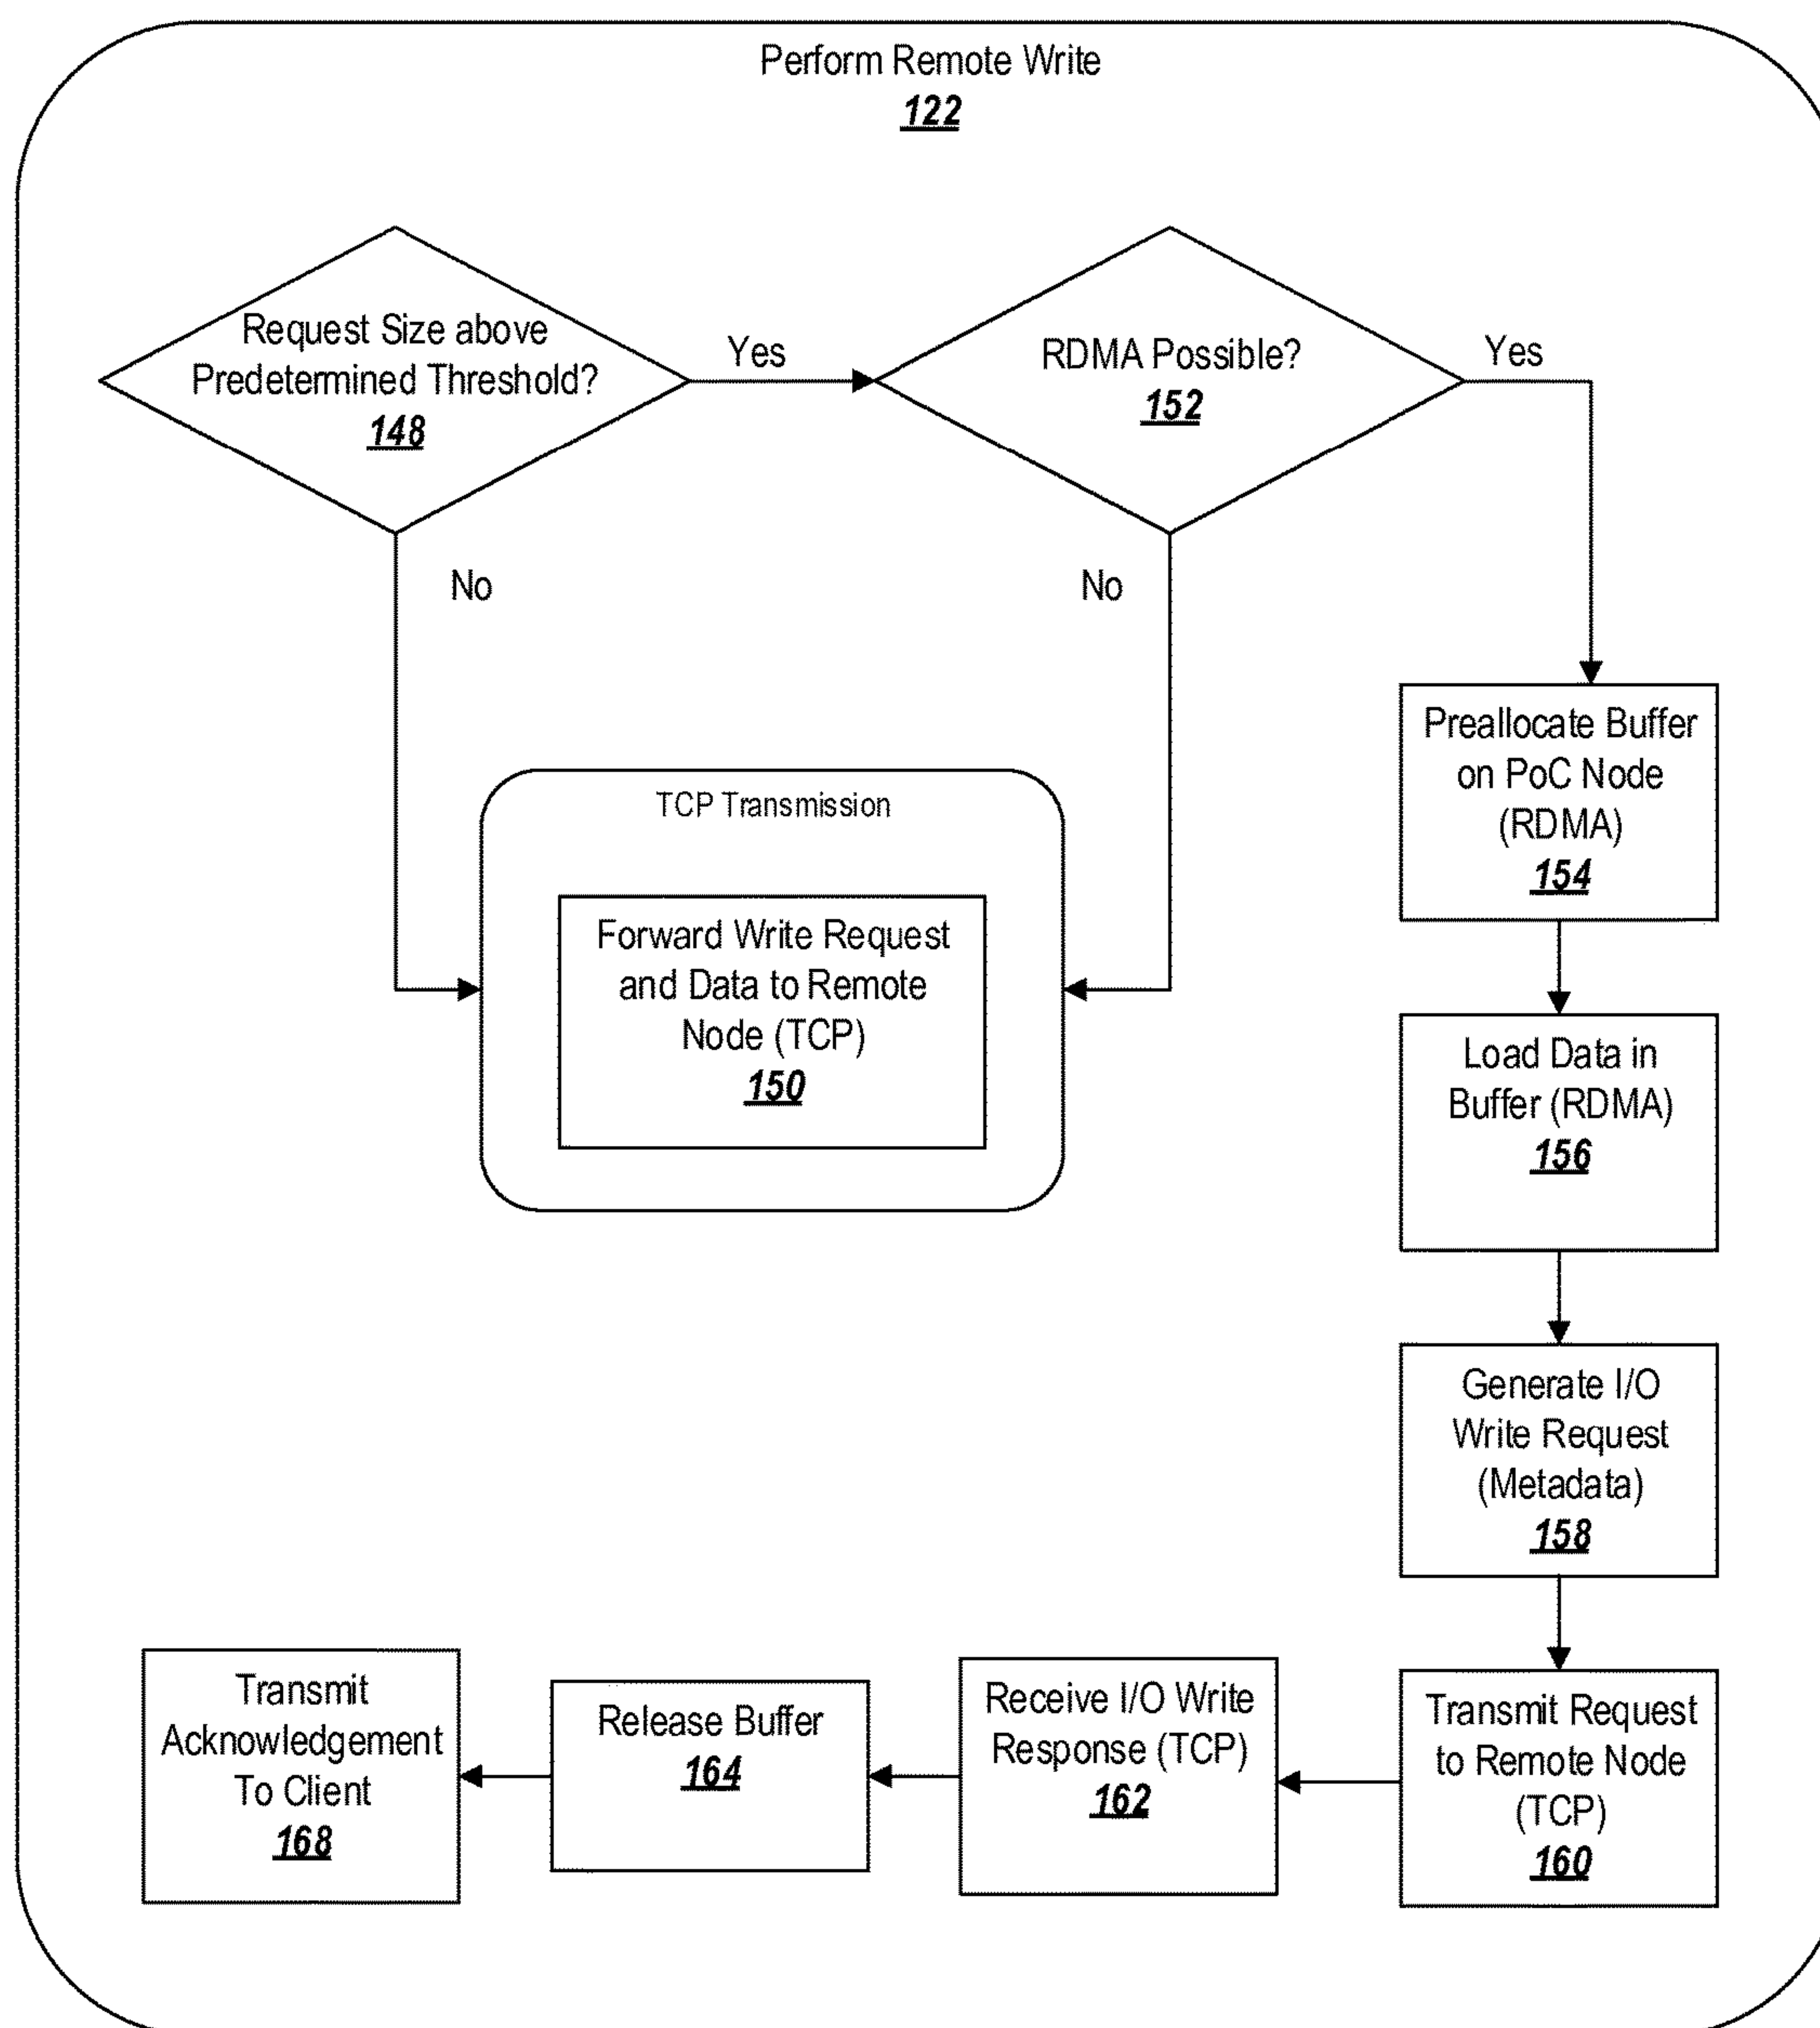 Perform Remote Write
122
Request Size above
Predetermined Threshold?
148
Yes
RDMA Possible?
152
Yes
No
No
Preallocate Buffer
on PoC Node
(RDMA)
154
TCP Transmission
Forward Write Request
and Data to Remote
Node (TCP)
150
Load Data in
Buffer (RDMA)
156
Generate I/O
Write Request
(Metadata)
158
Transmit Request
to Remote Node
(TCP)
160
Receive I/O Write
Response (TCP)
162
Release Buffer
164
Transmit
Acknowledgement
To Client
168